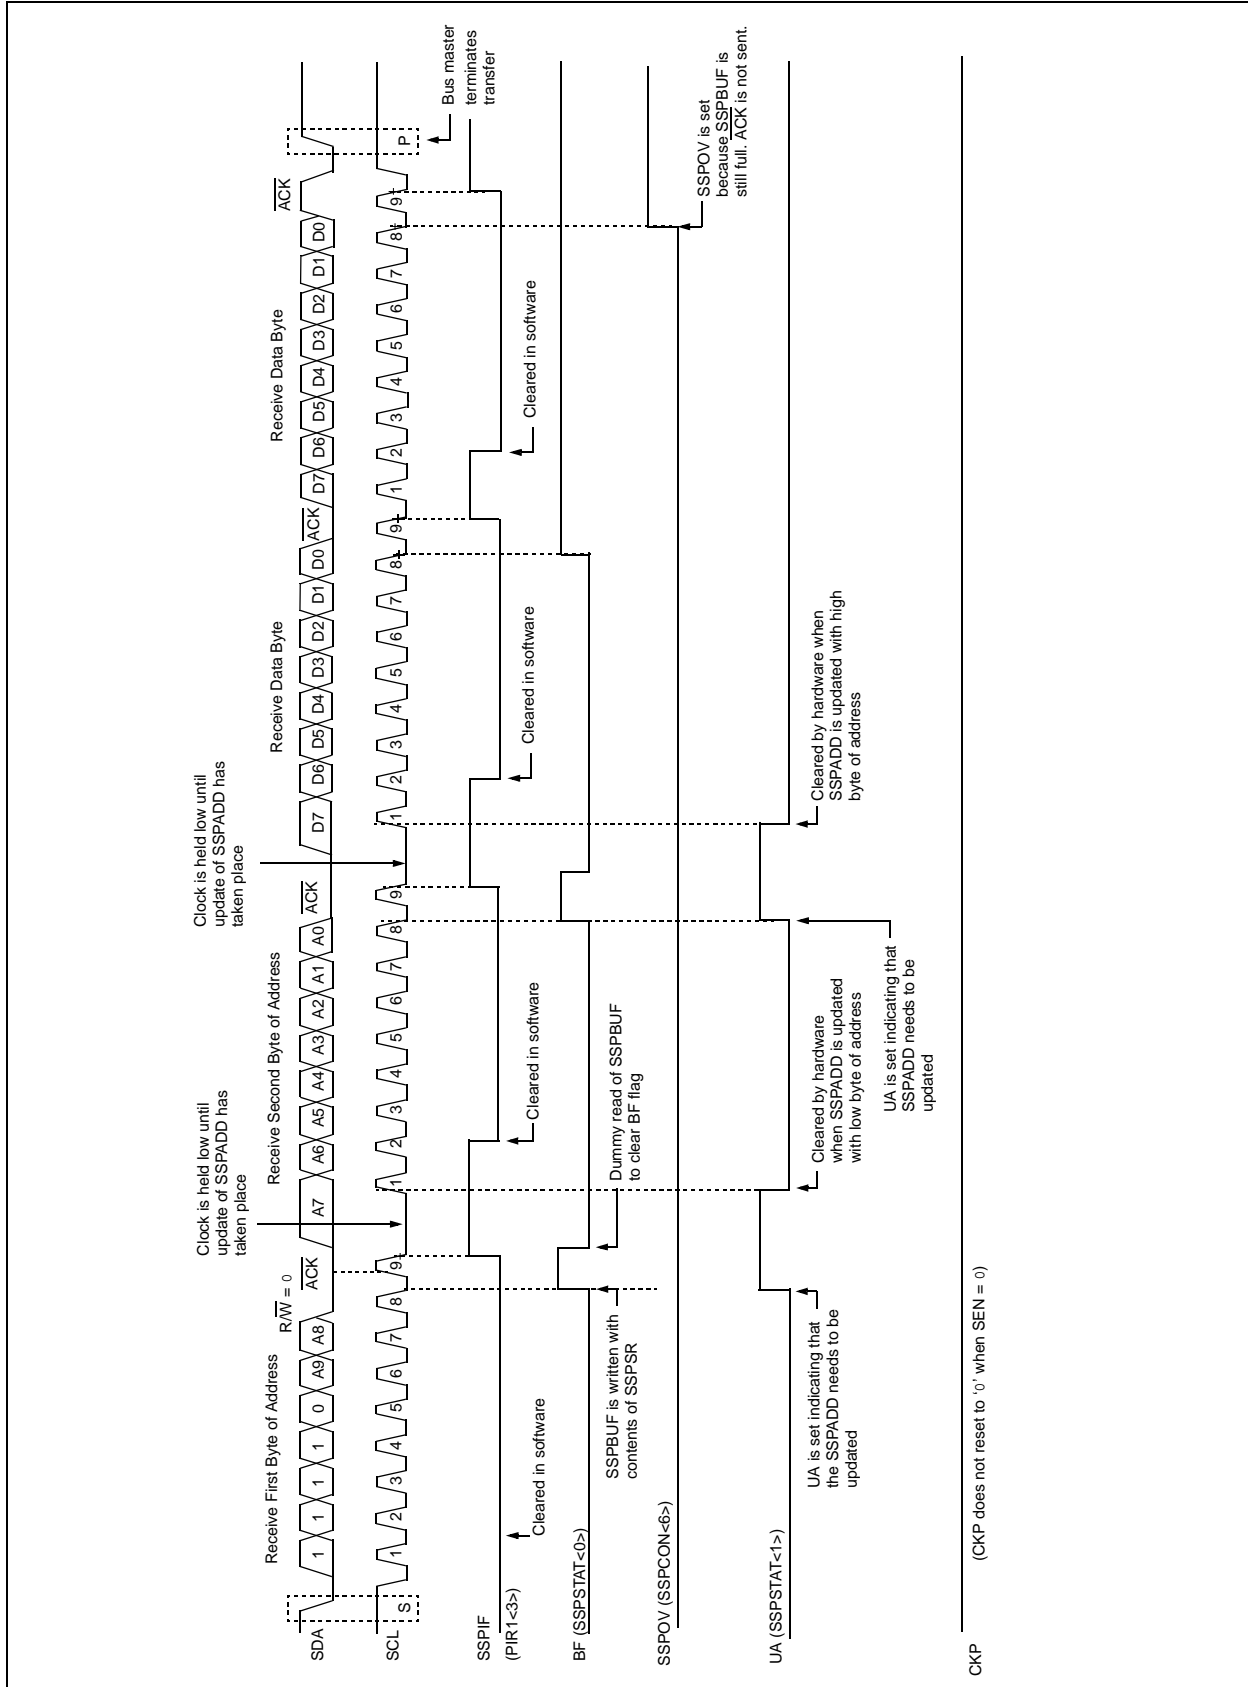 Receive First Byte of Address
R/W = 0
ACK
Clock is held low until
update of SSPADD has
taken place
Receive Second Byte of Address
ACK
Clock is held low until
update of SSPADD has
taken place
Receive Data Byte
ACK
Receive Data Byte
ACK
SDA
1
1
1
1
0
A9
A8
A7
A6
A5
A4
A3
A2
A1
A0
D7
D6
D5
D4
D3
D2
D1
D0
D7
D6
D5
D4
D3
D2
D1
D0
SCL
S
1
2
3
4
5
6
7
8
9
1
2
3
4
5
6
7
8
9
1
2
3
4
5
6
7
8
9
1
2
3
4
5
6
7
8
9
P
Bus master
terminates
transfer
SSPIF
(PIR1<3>)
Cleared in software
Cleared in software
Cleared in software
Cleared in software
BF (SSPSTAT<0>)
SSPBUF is written with
contents of SSPSR
Dummy read of SSPBUF
to clear BF flag
SSPOV (SSPCON<6>)
SSPOV is set
because SSPBUF is
still full. ACK is not sent.
UA (SSPSTAT<1>)
UA is set indicating that
the SSPADD needs to be
updated
Cleared by hardware
when SSPADD is updated
with low byte of address
UA is set indicating that
SSPADD needs to be
updated
Cleared by hardware when
SSPADD is updated with high
byte of address
CKP
(CKP does not reset to ‘0’ when SEN = 0)